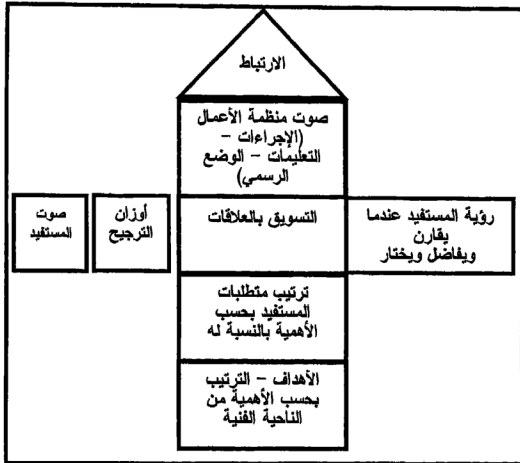 الارتباط
صوت منظمة الأعمال
(الإجراءات –
التعليمات – الوضع
الرسمي)
رؤية المستفيد عندما
يقارن
ويفاضل ويختار
التسويق بالعلاقات
أوزان
الترجيح
صوت
المستفيد
ترتيب متطلبات
المستفيد بحسب
الأهمية بالنسبة له
الأهداف – الترتيب
بحسب الأهمية من
الناحية الفنية